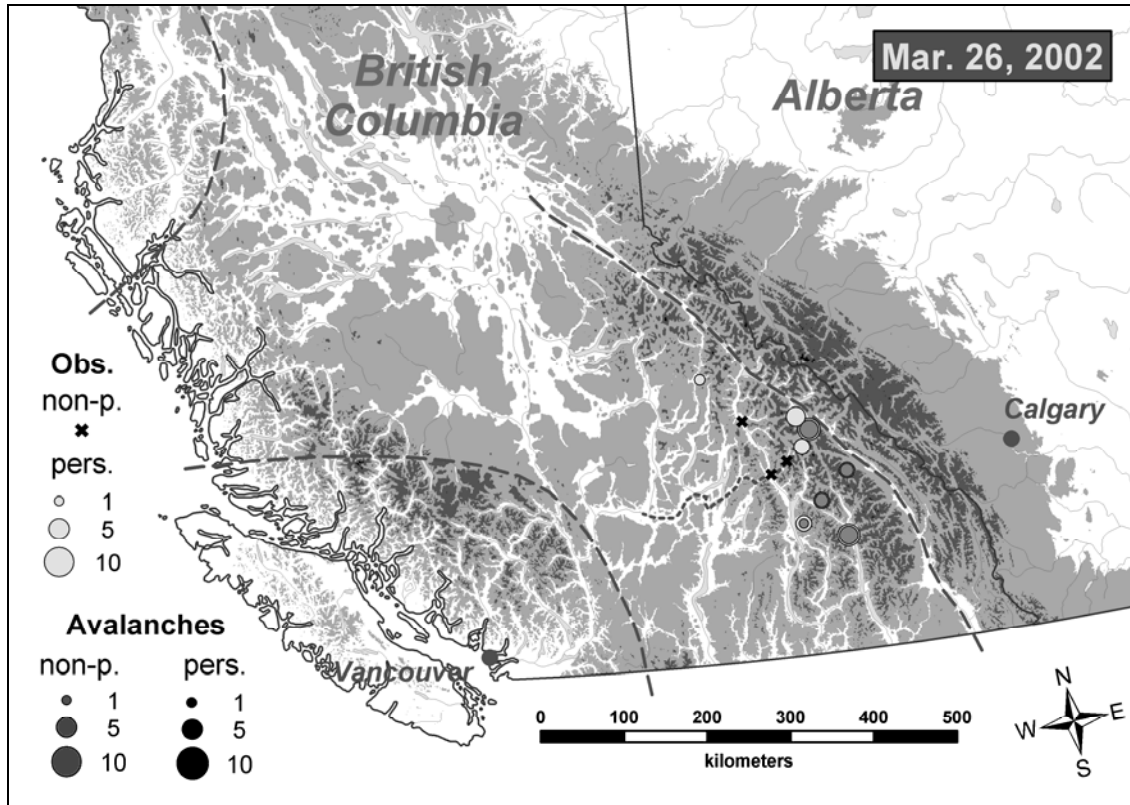 Mar. 26, 2002
British
Columbia
Alberta
Calgary
Vancouver
Obs.
non-p.
pers.
1
5
10
Avalanches
non-p. pers.
1 1
5 5
10 10
0 100 200 300 400 500
kilometers
N
W E
S